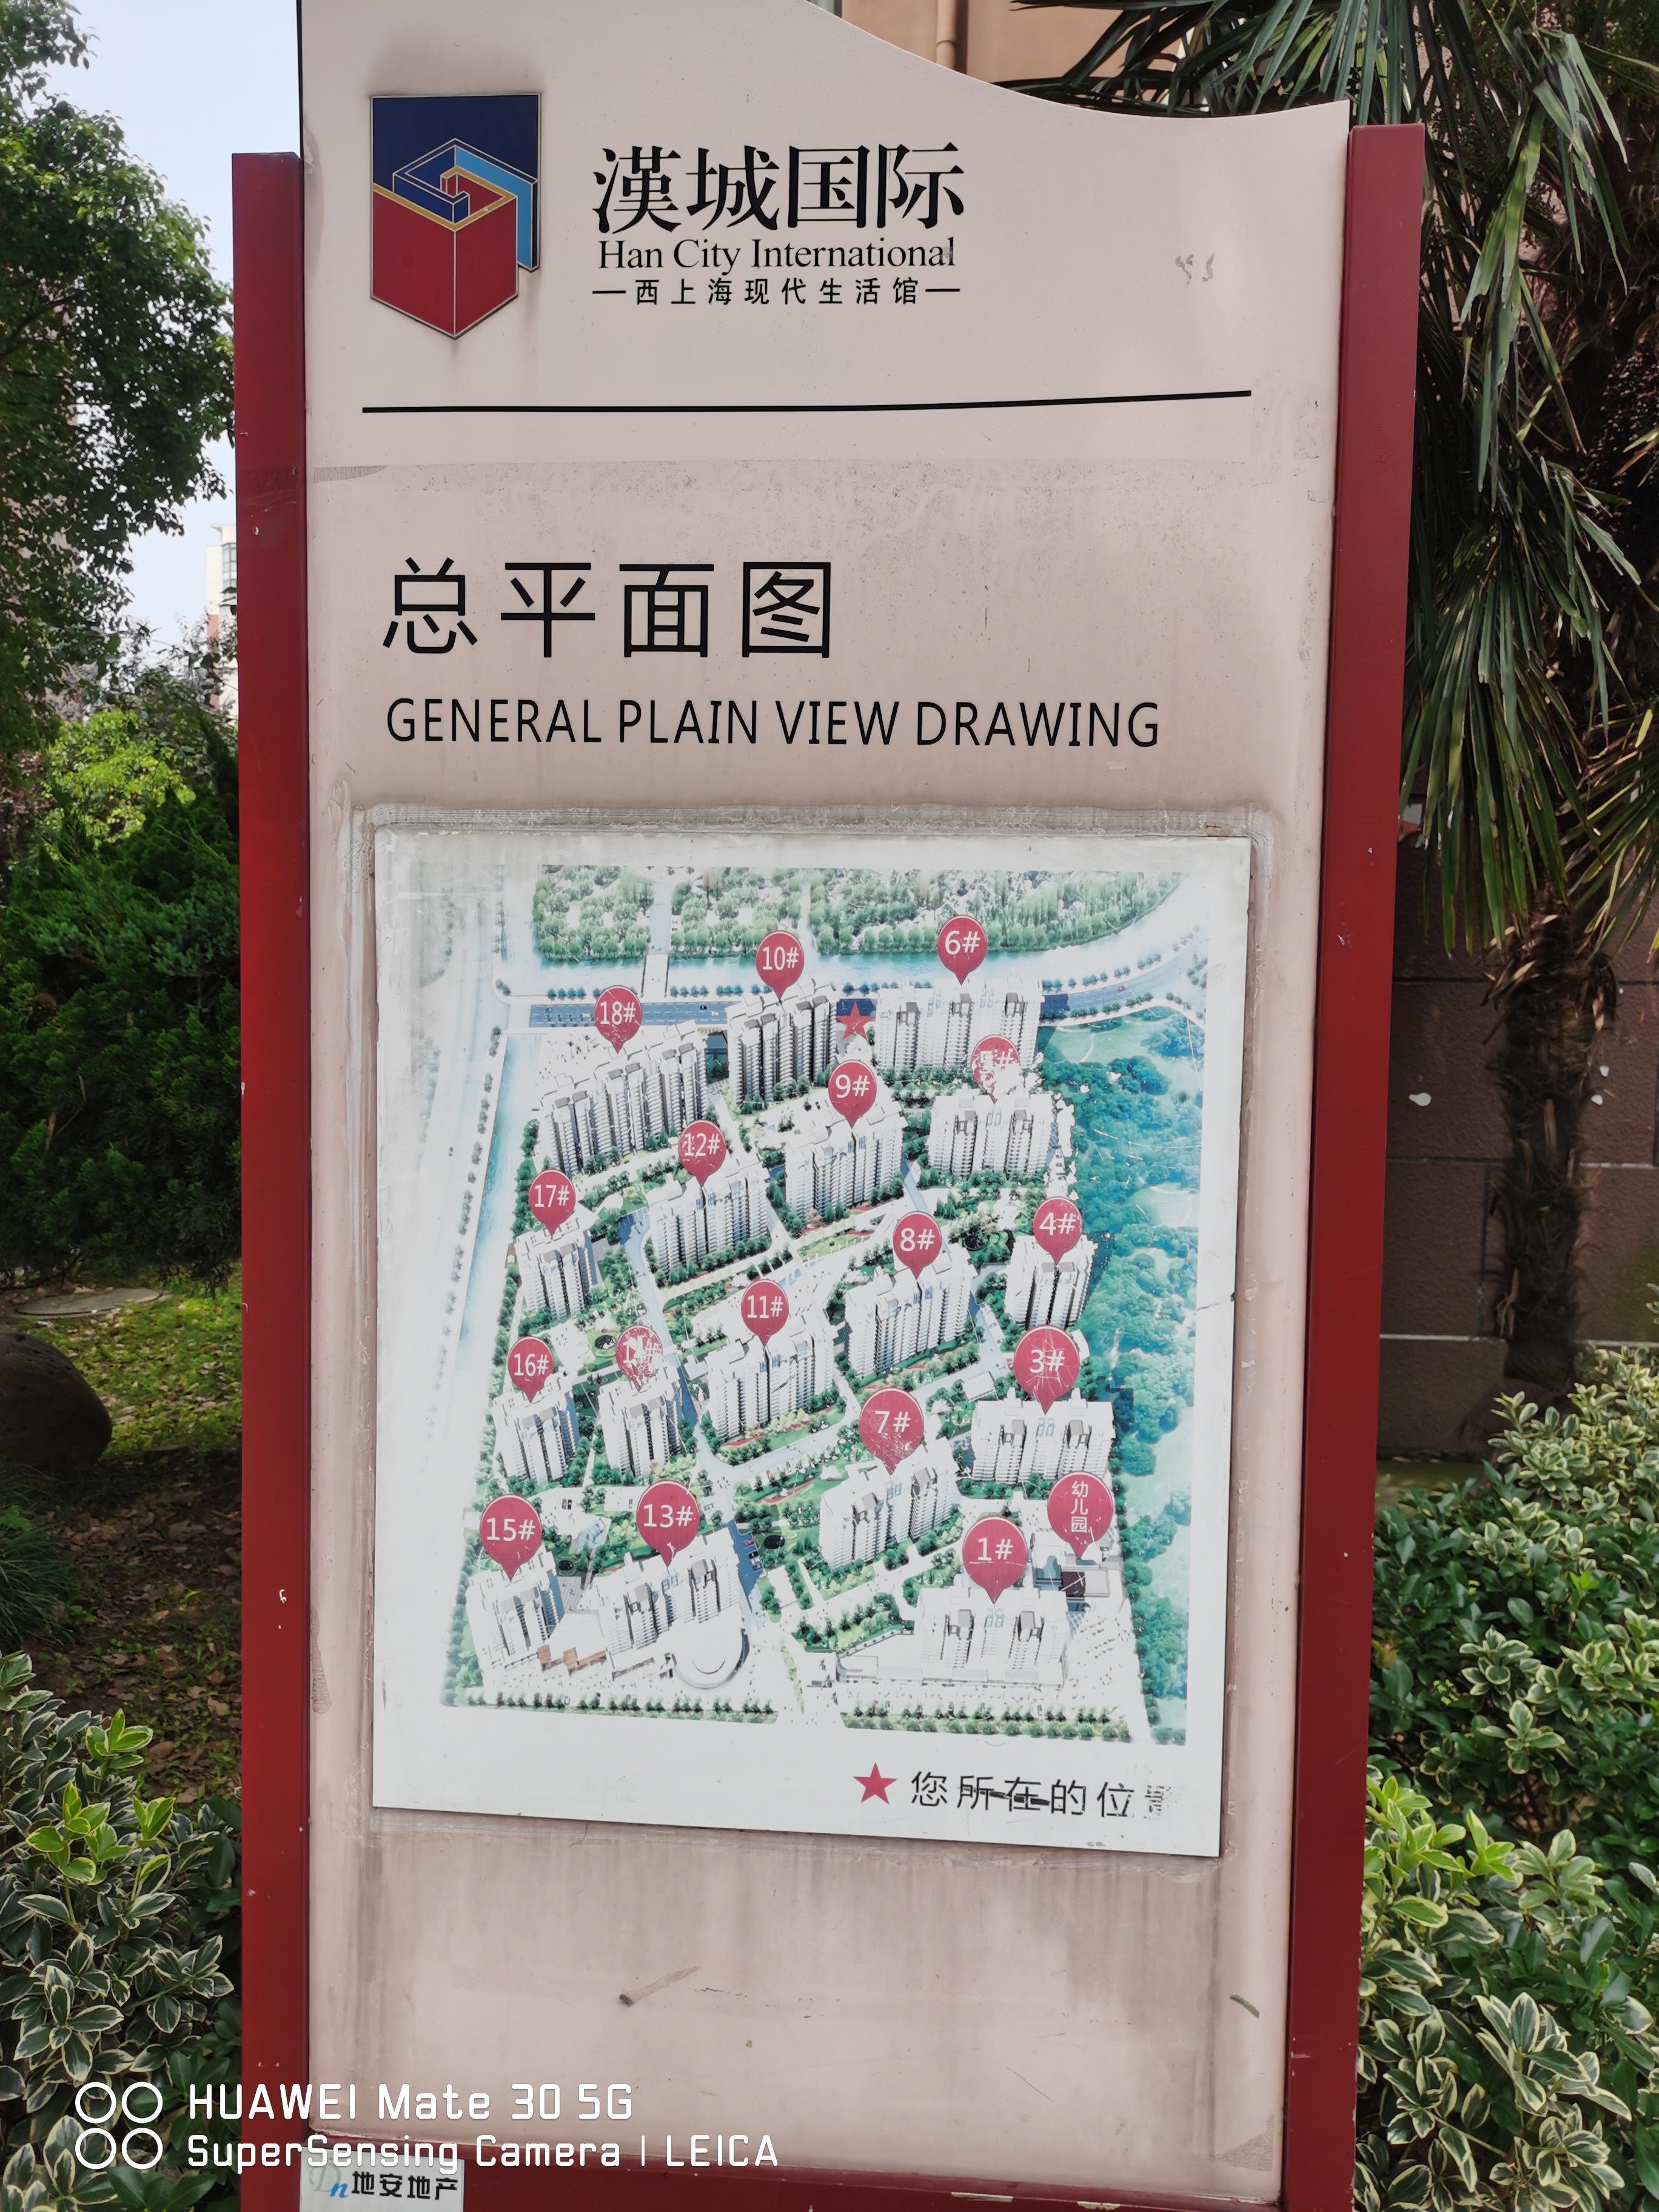 漢城国际
Han City International
西上海现代生活馆
总平面图
GENERAL PLAIN VIEW DRAWING
6#
10#
18#
9#
12#
17#
4#
8#
11#
3#
16#
7#
幼儿园
13#
15#
1#
您所在的位
HUAWEI Mate 30 5G
SuperSensing Camera | LEICA
地安地产